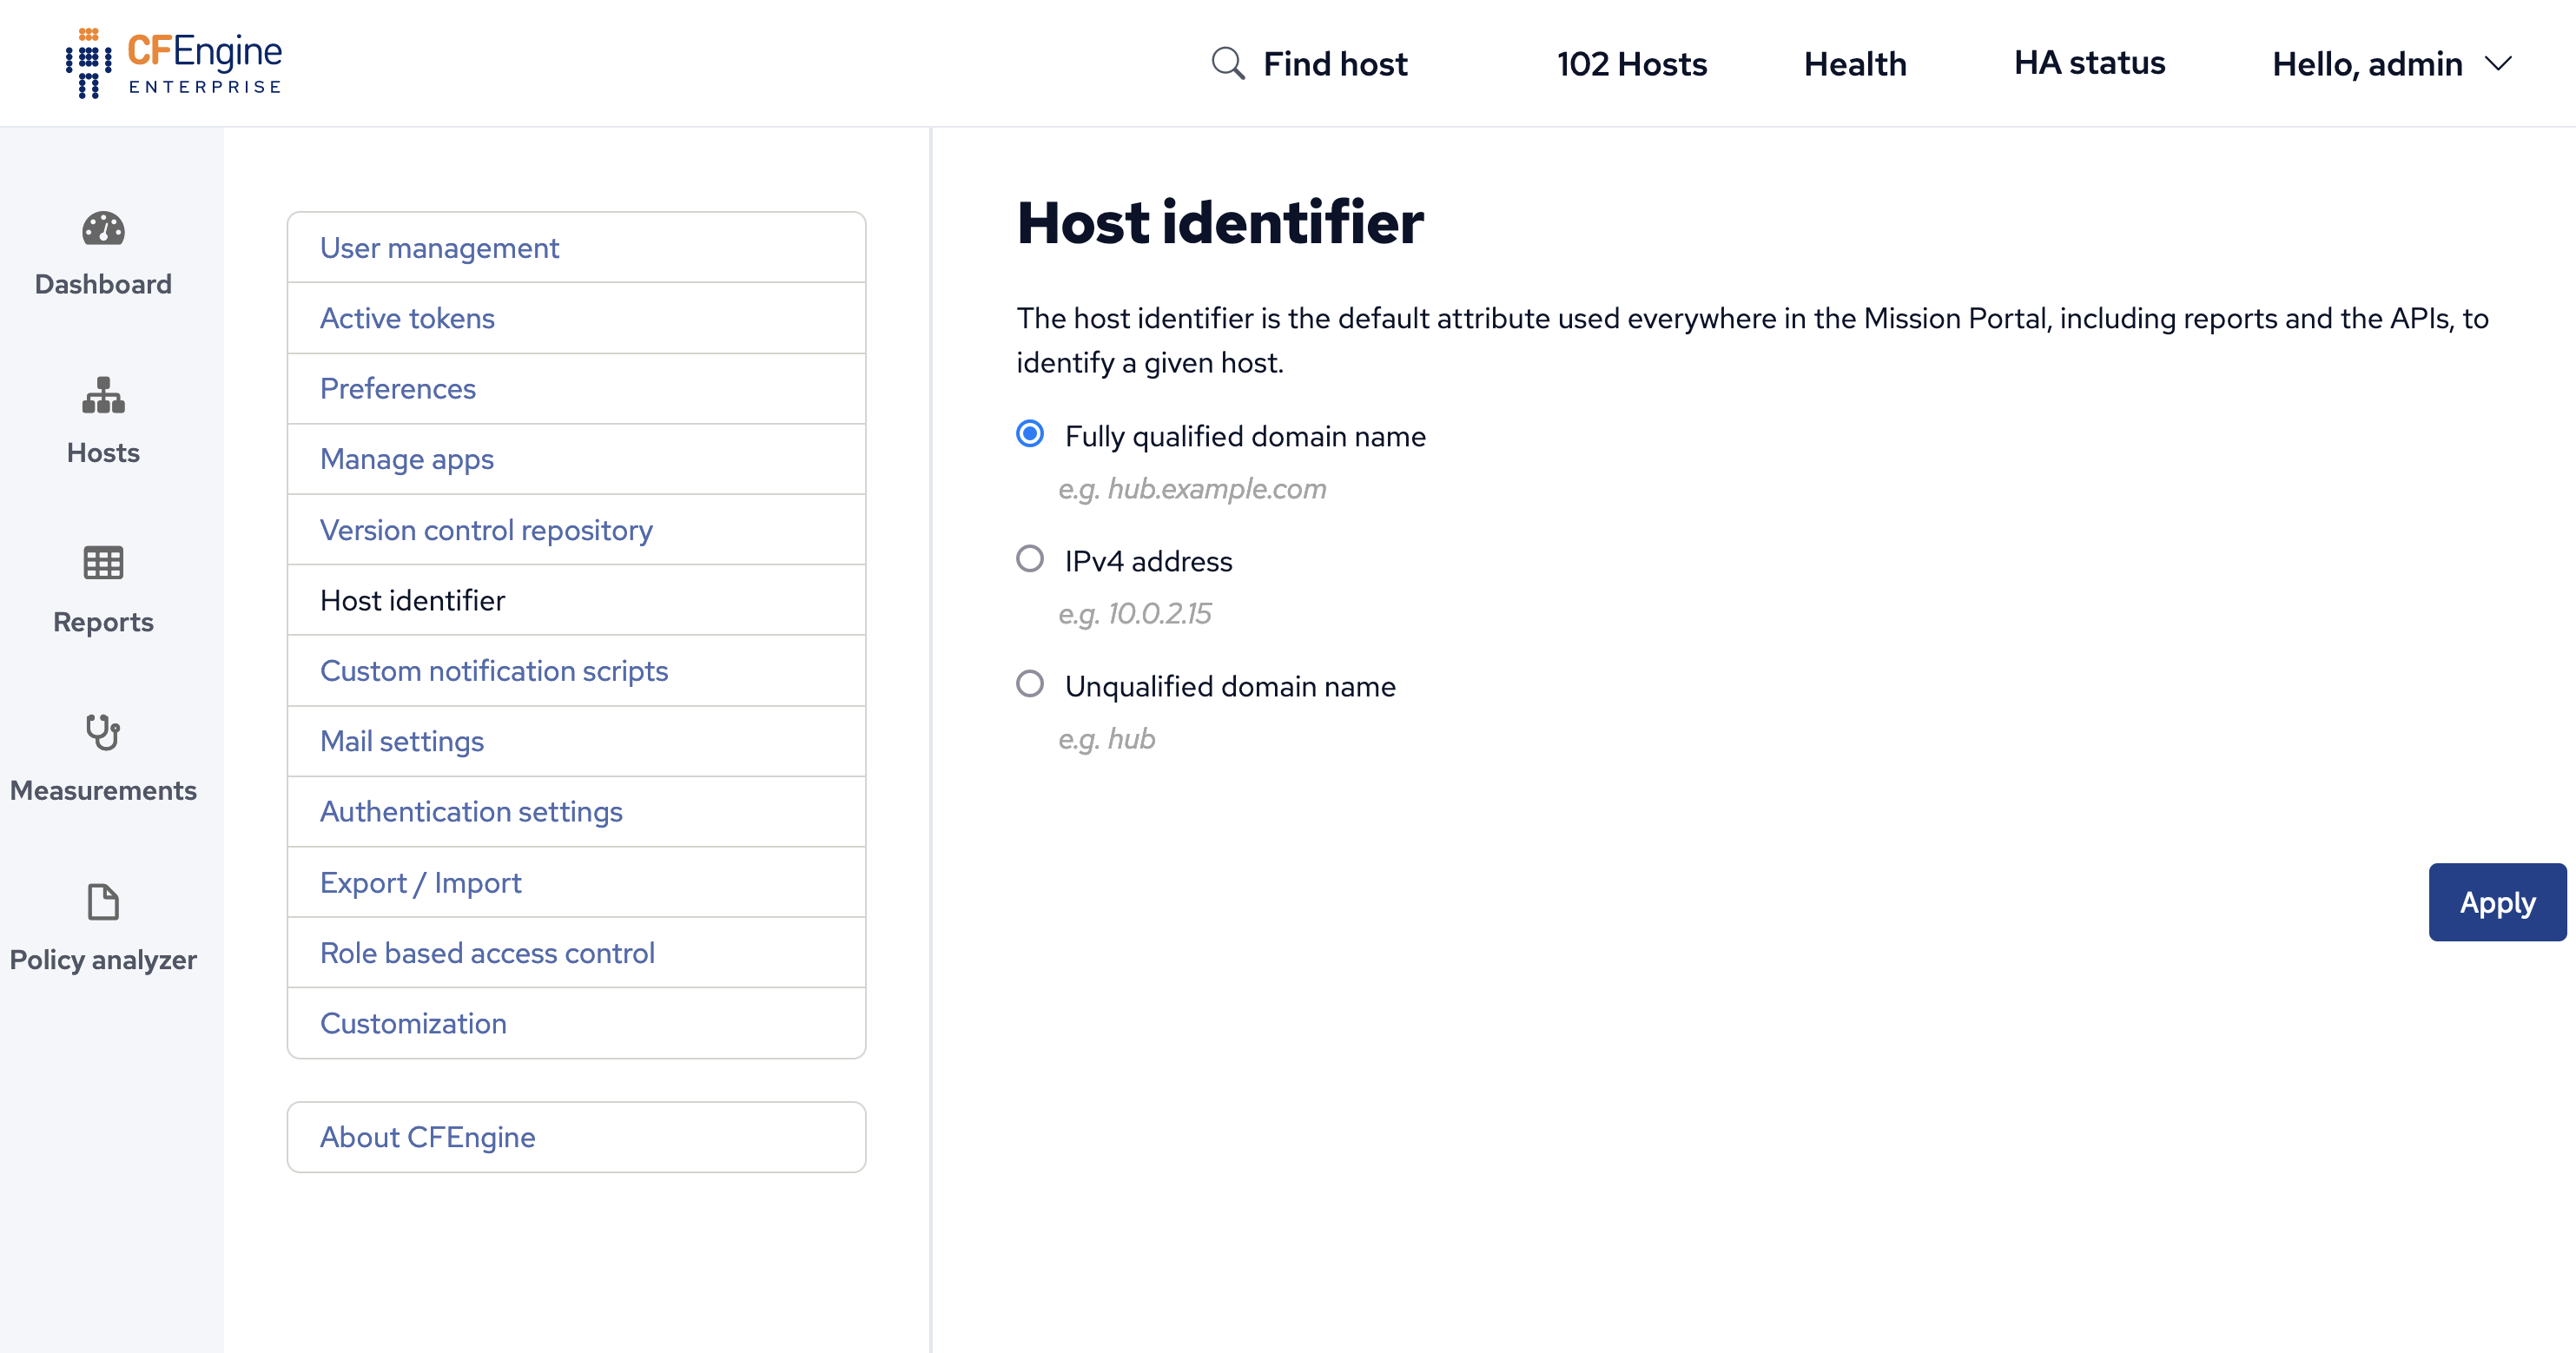 CFEngine
ENTERPRISE
Find host
102 Hosts
Health
HA status
Hello, admin
Dashboard
Hosts
Reports
Measurements
Policy analyzer
User management
Active tokens
Preferences
Manage apps
Version control repository
Host identifier
Custom notification scripts
Mail settings
Authentication settings
Export / Import
Role based access control
Customization
About CFEngine
Host identifier
The host identifier is the default attribute used everywhere in the Mission Portal, including reports and the APIs, to
identify a given host.
Fully qualified domain name
e.g. hub.example.com
IPv4 address
e.g. 10.0.2.15
Unqualified domain name
e.g. hub
Apply